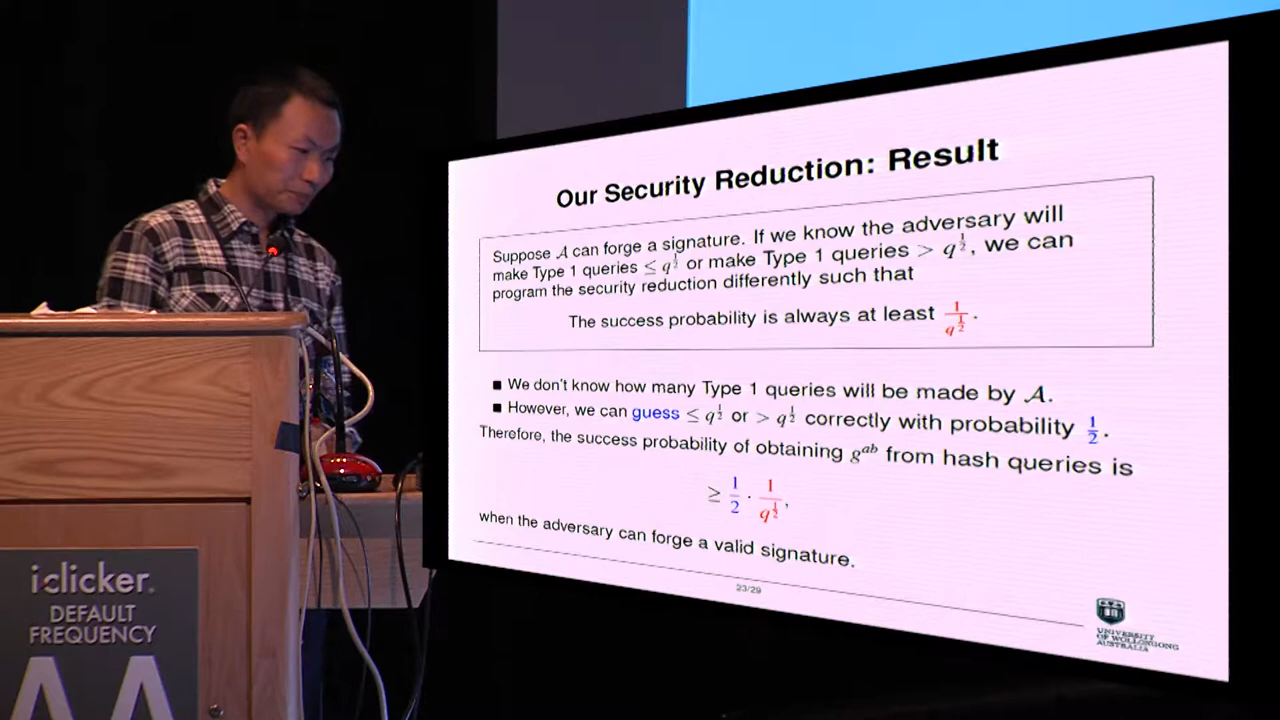 Our Security Reduction: Result
Suppose 𝒜 can forge a signature. If we know the adversary will
make Type 1 queries ≤ q^{1/2} or make Type 1 queries > q^{1/2}, we can
program the security reduction differently such that
The success probability is always at least 1/q^{1/2}.
■ We don't know how many Type 1 queries will be made by 𝒜.
■ However, we can guess ≤ q^{1/2} or > q^{1/2} correctly with probability 1/2.
Therefore, the success probability of obtaining g^{ab} from hash queries is
≥ 1/2 · 1/q^{1/2},
when the adversary can forge a valid signature.
23/29
UNIVERSITY
OF WOLLONGONG
AUSTRALIA
iclicker.
DEFAULT
FREQUENCY
AA